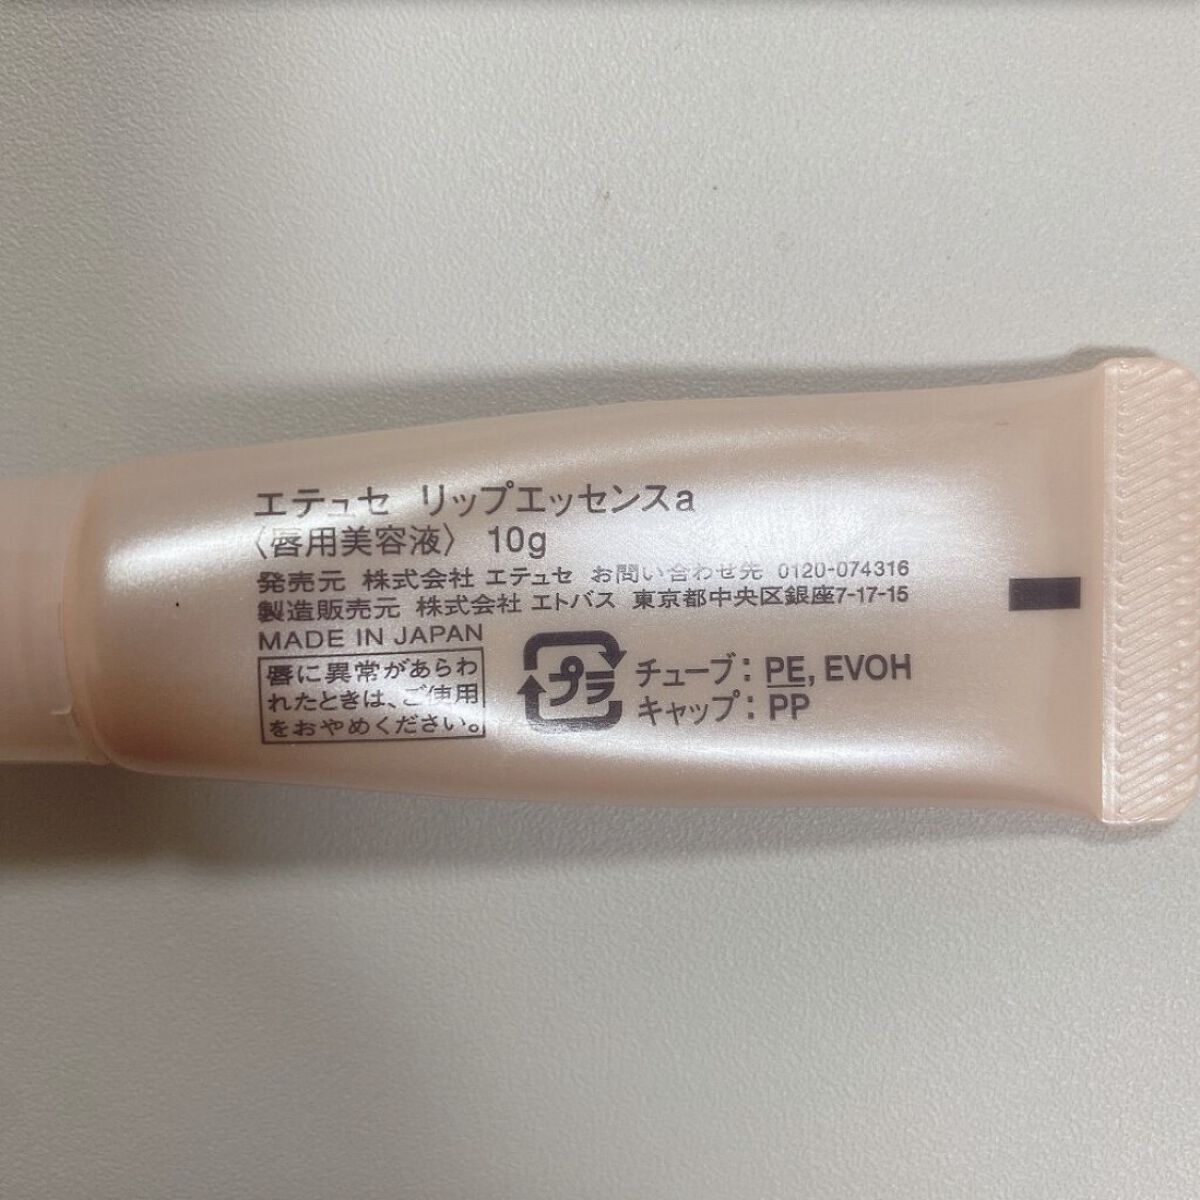 エテュセ リップエッセンスa
〈唇用美容液〉 10g
発売元 株式会社 エテュセ お問い合わせ先 0120-074316
製造販売元 株式会社 エトバス 東京都中央区銀座7-17-15
MADE IN JAPAN
唇に異常があらわ
れたときは、ご使用
をおやめください。
プラ
チューブ：PE, EVOH
キャップ：PP